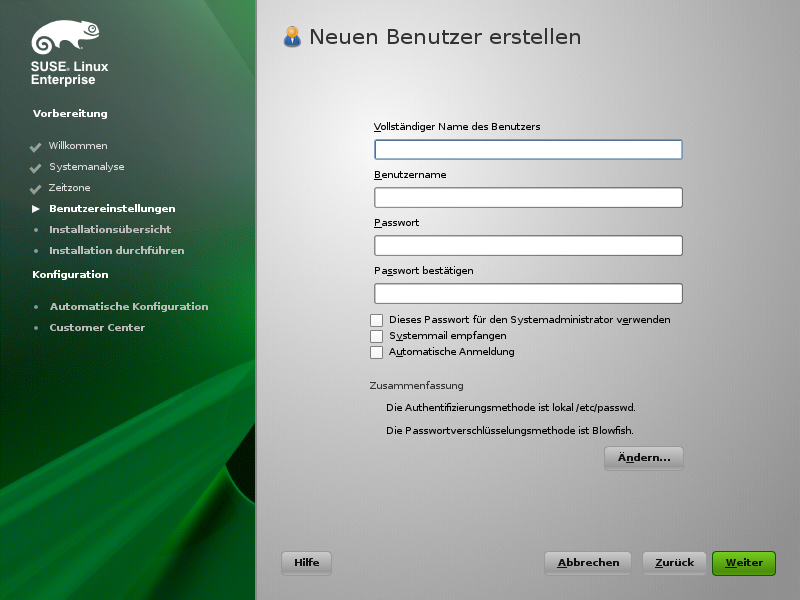 SUSE® Linux
Enterprise
Vorbereitung
Willkommen
Systemanalyse
Zeitzone
Benutzereinstellungen
Installationsübersicht
Installation durchführen
Konfiguration
Automatische Konfiguration
Customer Center
Neuen Benutzer erstellen
Vollständiger Name des Benutzers
Benutzername
Passwort
Passwort bestätigen
Dieses Passwort für den Systemadministrator verwenden
Systemmail empfangen
Automatische Anmeldung
Zusammenfassung
Die Authentifizierungsmethode ist lokal /etc/passwd.
Die Passwortverschlüsselungsmethode ist Blowfish.
Ändern...
Hilfe
Abbrechen
Zurück
Weiter